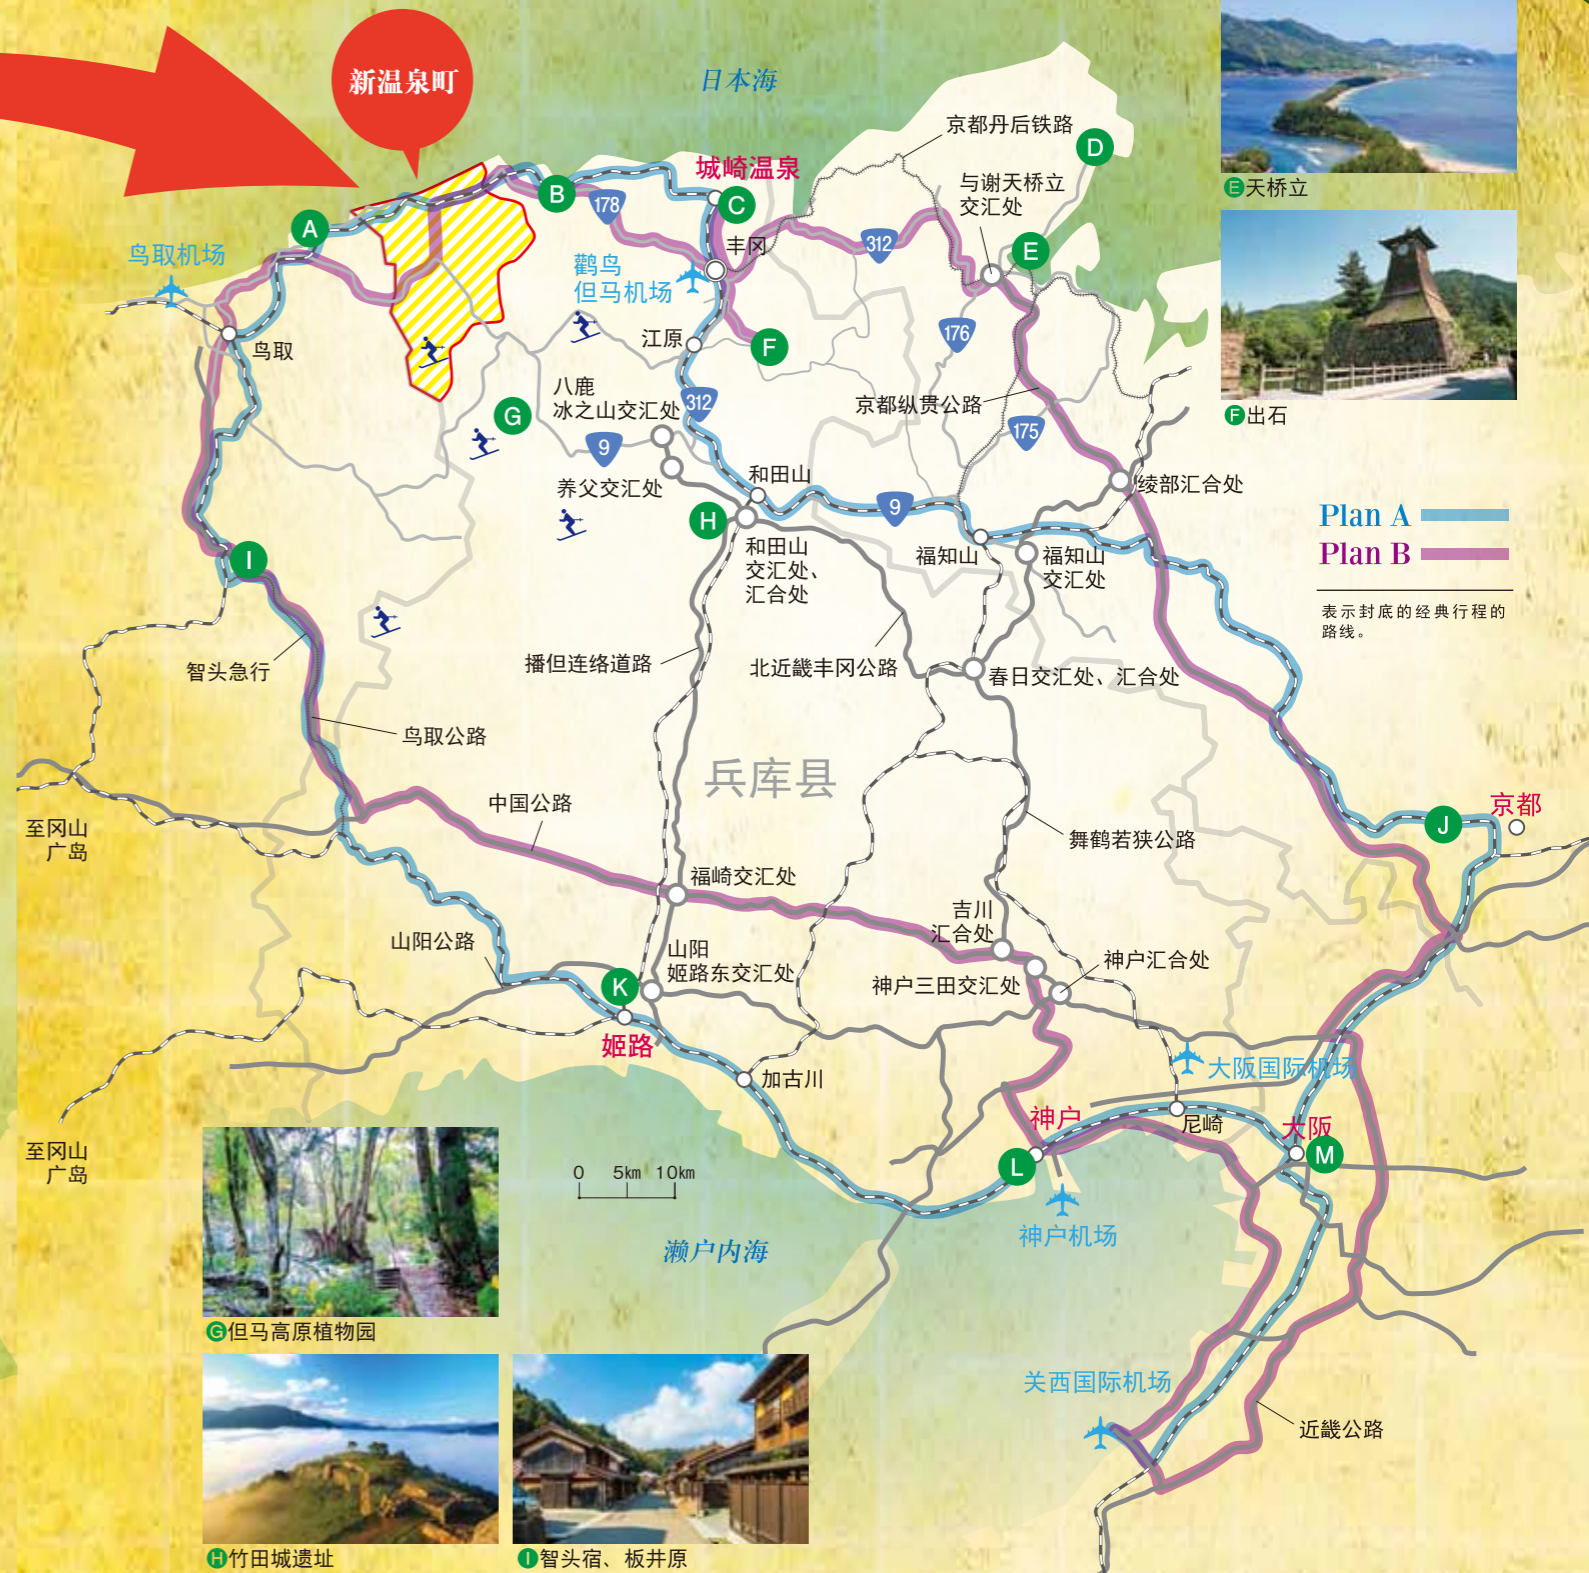 新温泉町
日本海
京都丹后铁路
D
与谢天桥立
交汇处
城崎温泉
B
178
C
A
丰冈
312
E
鸟取机场
鹳鸟
但马机场
E天桥立
鸟取
江原
F
176
八鹿
冰之山交汇处
312
G
京都纵贯公路
9
175
F出石
养父交汇处
和田山
绫部汇合处
H
9
Plan A
Plan B
和田山
交汇处、
汇合处
福知山
福知山
交汇处
I
表示封底的经典行程的
路线。
智头急行
播但连络道路
北近畿丰冈公路
春日交汇处、汇合处
鸟取公路
兵库县
中国公路
京都
J
至冈山
广岛
舞鹤若狭公路
福崎交汇处
吉川
汇合处
山阳公路
山阳
姬路东交汇处
神户汇合处
K
神户三田交汇处
姬路
大阪国际机场
加古川
神户
尼崎
大阪
至冈山
广岛
L
M
0 5km 10km
神户机场
濑户内海
G但马高原植物园
关西国际机场
近畿公路
H竹田城遗址
I智头宿、板井原